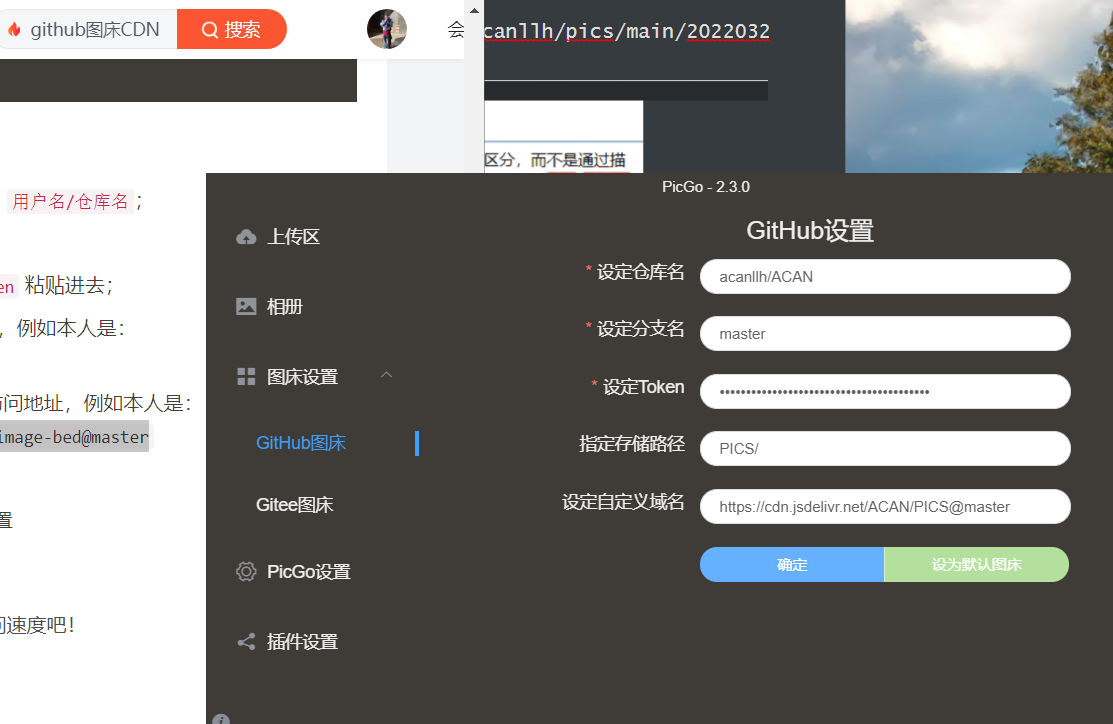 github图床CDN
搜索
会
canllh/pics/main/2022032
区分，而不是通过描
用户名/仓库名；
en 粘贴进去；
，例如本人是：
问地址，例如本人是：
image-bed@master
置
速度吧！
PicGo - 2.3.0
上传区
相册
图床设置
GitHub图床
Gitee图床
PicGo设置
插件设置
GitHub设置
* 设定仓库名
acanllh/ACAN
* 设定分支名
master
* 设定Token
指定存储路径
PICS/
设定自定义域名
https://cdn.jsdelivr.net/ACAN/PICS@master
确定
设为默认图床